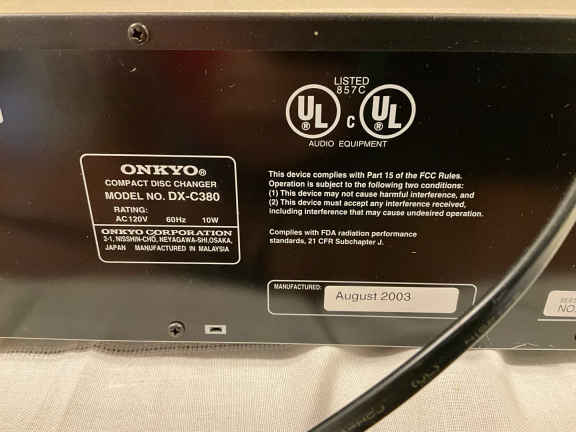 LISTED
857C
UL ® C UL ®
AUDIO EQUIPMENT
ONKYO®
COMPACT DISC CHANGER
MODEL NO. DX-C380
RATING:
AC 120V 60Hz 10W
ONKYO CORPORATION
2-1, NISSHIN-CHO, NEYAGAWA-SHI, OSAKA,
JAPAN MANUFACTURED IN MALAYSIA
This device complies with Part 15 of the FCC Rules.
Operation is subject to the following two conditions:
(1) This device may not cause harmful interference, and
(2) This device must accept any interference received,
including interference that may cause undesired operation.
Complies with FDA radiation performance
standards, 21 CFR Subchapter J.
MANUFACTURED:
August 2003
NO.